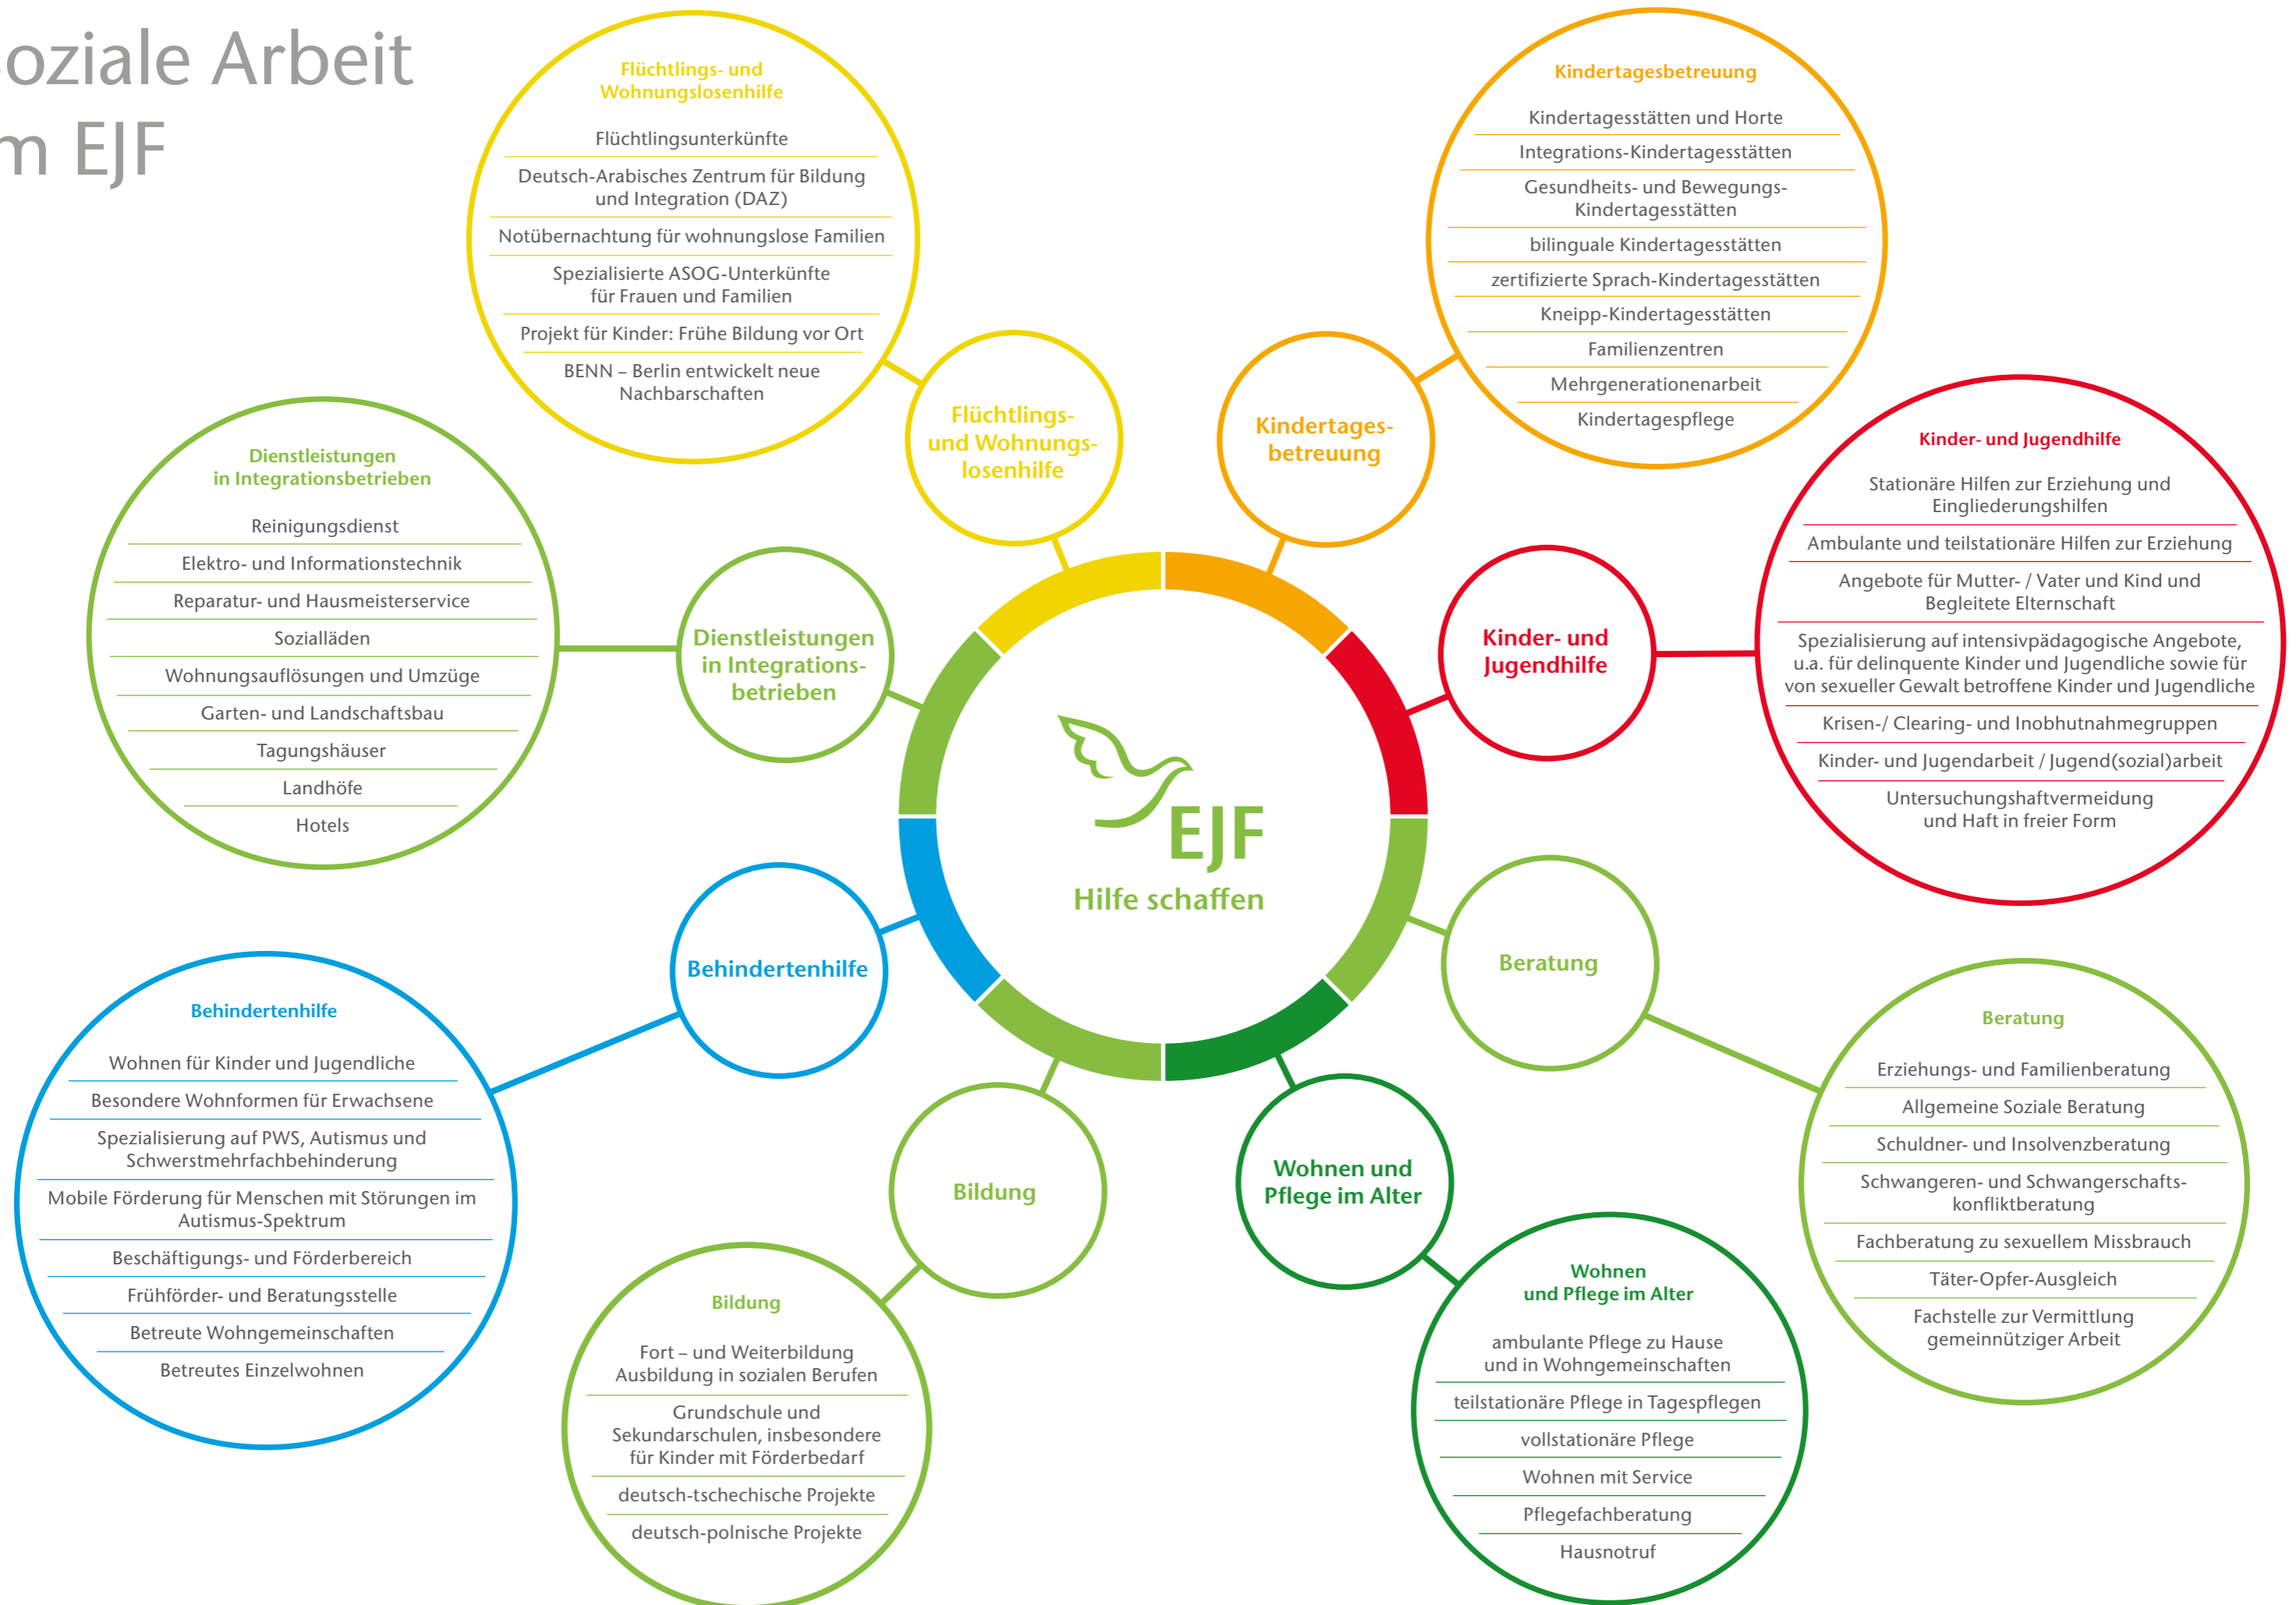 oziale Arbeit
m EJF
Flüchtlings- und
Wohnungslosenhilfe
Flüchtlingsunterkünfte
Deutsch-Arabisches Zentrum für Bildung
und Integration (DAZ)
Notübernachtung für wohnungslose Familien
Spezialisierte ASOG-Unterkünfte
für Frauen und Familien
Projekt für Kinder: Frühe Bildung vor Ort
BENN – Berlin entwickelt neue
Nachbarschaften
Kindertagesbetreuung
Kindertagesstätten und Horte
Integrations-Kindertagesstätten
Gesundheits- und Bewegungs-
Kindertagesstätten
bilinguale Kindertagesstätten
zertifizierte Sprach-Kindertagesstätten
Kneipp-Kindertagesstätten
Familienzentren
Mehrgenerationenarbeit
Kindertagespflege
Flüchtlings-
und Wohnungs-
losenhilfe
Kindertages-
betreuung
Dienstleistungen
in Integrationsbetrieben
Reinigungsdienst
Elektro- und Informationstechnik
Reparatur- und Hausmeisterservice
Sozialläden
Wohnungsauflösungen und Umzüge
Garten- und Landschaftsbau
Tagungshäuser
Landhöfe
Hotels
Dienstleistungen
in Integrations-
betrieben
Kinder- und
Jugendhilfe
Kinder- und Jugendhilfe
Stationäre Hilfen zur Erziehung und
Eingliederungshilfen
Ambulante und teilstationäre Hilfen zur Erziehung
Angebote für Mutter- / Vater und Kind und
Begleitete Elternschaft
Spezialisierung auf intensivpädagogische Angebote,
u.a. für delinquente Kinder und Jugendliche sowie für
von sexueller Gewalt betroffene Kinder und Jugendliche
Krisen-/ Clearing- und Inobhutnahmegruppen
Kinder- und Jugendarbeit / Jugend(sozial)arbeit
Untersuchungshaftvermeidung
und Haft in freier Form
EJF
Hilfe schaffen
Behindertenhilfe
Beratung
Behindertenhilfe
Wohnen für Kinder und Jugendliche
Besondere Wohnformen für Erwachsene
Spezialisierung auf PWS, Autismus und
Schwerstmehrfachbehinderung
Mobile Förderung für Menschen mit Störungen im
Autismus-Spektrum
Beschäftigungs- und Förderbereich
Frühförder- und Beratungsstelle
Betreute Wohngemeinschaften
Betreutes Einzelwohnen
Beratung
Erziehungs- und Familienberatung
Allgemeine Soziale Beratung
Schuldner- und Insolvenzberatung
Schwangeren- und Schwangerschafts-
konfliktberatung
Fachberatung zu sexuellem Missbrauch
Täter-Opfer-Ausgleich
Fachstelle zur Vermittlung
gemeinnütziger Arbeit
Bildung
Wohnen und
Pflege im Alter
Bildung
Fort – und Weiterbildung
Ausbildung in sozialen Berufen
Grundschule und
Sekundarschulen, insbesondere
für Kinder mit Förderbedarf
deutsch-tschechische Projekte
deutsch-polnische Projekte
Wohnen
und Pflege im Alter
ambulante Pflege zu Hause
und in Wohngemeinschaften
teilstationäre Pflege in Tagespflegen
vollstationäre Pflege
Wohnen mit Service
Pflegefachberatung
Hausnotruf